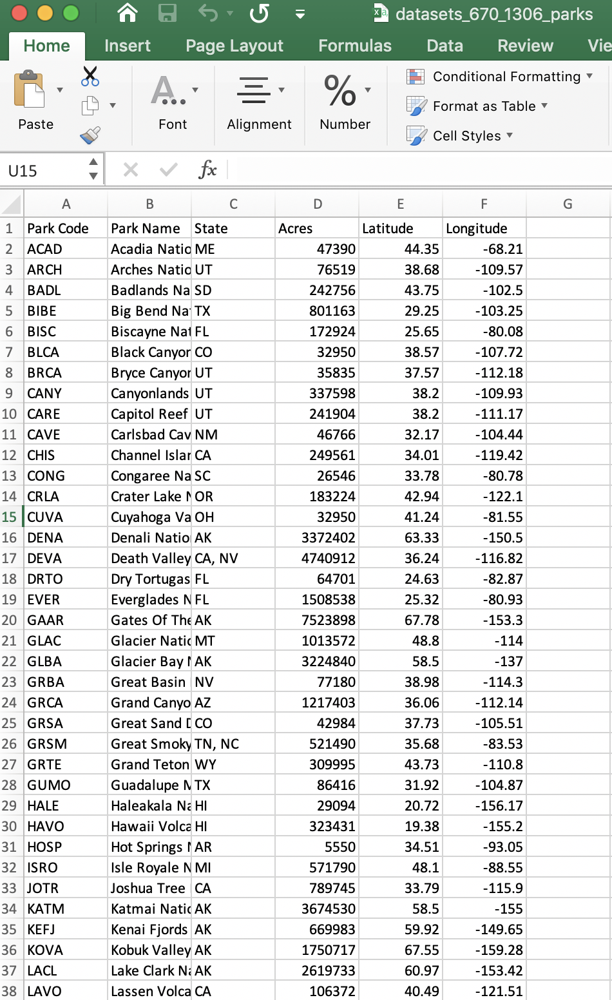 datasets_670_1306_parks
Home Insert Page Layout Formulas Data Review Vie
Paste Font Alignment % Number Conditional Formatting
Format as Table
Cell Styles
U15 fx
A B C D E F G
1 Park Code Park Name State Acres Latitude Longitude
2 ACAD Acadia Natio ME 47390 44.35 -68.21
3 ARCH Arches Natio UT 76519 38.68 -109.57
4 BADL Badlands Na SD 242756 43.75 -102.5
5 BIBE Big Bend Na TX 801163 29.25 -103.25
6 BISC Biscayne Nat FL 172924 25.65 -80.08
7 BLCA Black Canyon CO 32950 38.57 -107.72
8 BRCA Bryce Canyon UT 35835 37.57 -112.18
9 CANY Canyonlands UT 337598 38.2 -109.93
10 CARE Capitol Reef UT 241904 38.2 -111.17
11 CAVE Carlsbad Cav NM 46766 32.17 -104.44
12 CHIS Channel Islan CA 249561 34.01 -119.42
13 CONG Congaree Na SC 26546 33.78 -80.78
14 CRLA Crater Lake N OR 183224 42.94 -122.1
15 CUVA Cuyahoga Va OH 32950 41.24 -81.55
16 DENA Denali Natio AK 3372402 63.33 -150.5
17 DEVA Death Valley CA, NV 4740912 36.24 -116.82
18 DRTO Dry Tortugas FL 64701 24.63 -82.87
19 EVER Everglades N FL 1508538 25.32 -80.93
20 GAAR Gates Of The AK 7523898 67.78 -153.3
21 GLAC Glacier Natio MT 1013572 48.8 -114
22 GLBA Glacier Bay N AK 3224840 58.5 -137
23 GRBA Great Basin NV 77180 38.98 -114.3
24 GRCA Grand Canyo AZ 1217403 36.06 -112.14
25 GRSA Great Sand D CO 42984 37.73 -105.51
26 GRSM Great Smoky TN, NC 521490 35.68 -83.53
27 GRTE Grand Teton WY 309995 43.73 -110.8
28 GUMO Guadalupe M TX 86416 31.92 -104.87
29 HALE Haleakala Na HI 29094 20.72 -156.17
30 HAVO Hawaii Volca HI 323431 19.38 -155.2
31 HOSP Hot Springs N AR 5550 34.51 -93.05
32 ISRO Isle Royale N MI 571790 48.1 -88.55
33 JOTR Joshua Tree CA 789745 33.79 -115.9
34 KATM Katmai Natio AK 3674530 58.5 -155
35 KEFJ Kenai Fjords AK 669983 59.92 -149.65
36 KOVA Kobuk Valley AK 1750717 67.55 -159.28
37 LACL Lake Clark Na AK 2619733 60.97 -153.42
38 LAVO Lassen Volca CA 106372 40.49 -121.51